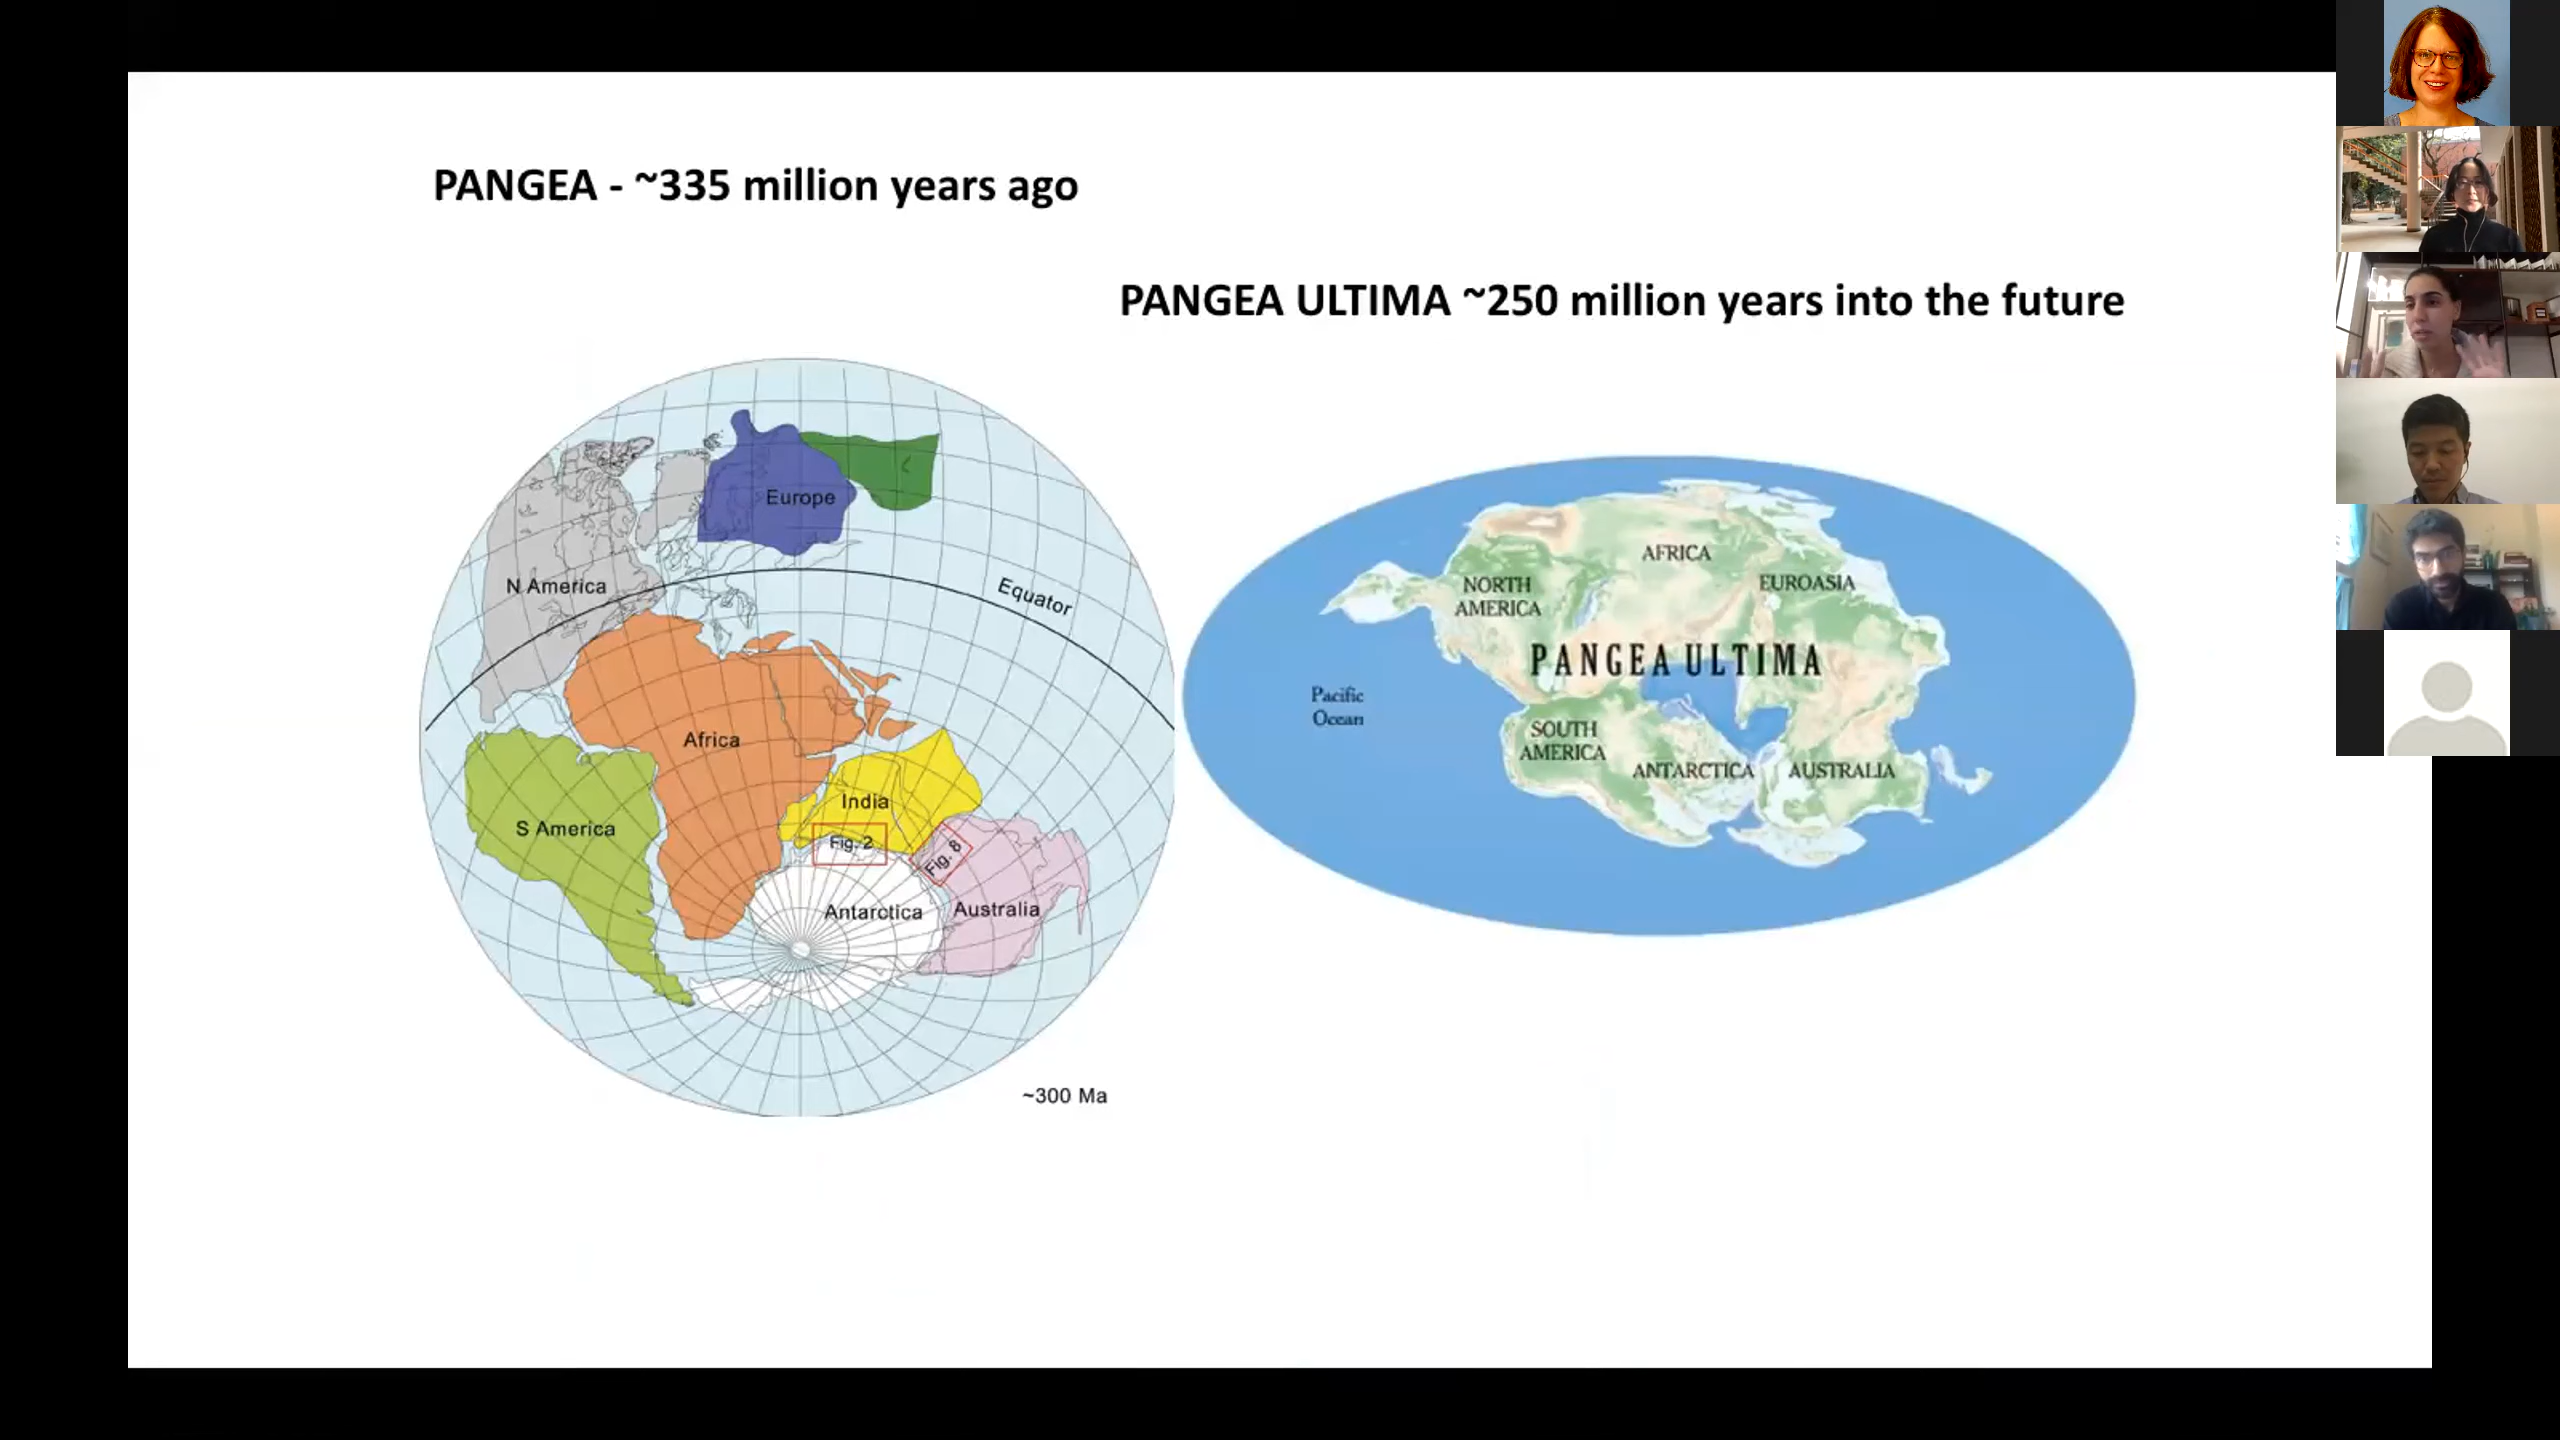 PANGEA - ~335 million years ago
PANGEA ULTIMA ~250 million years into the future
Europe
N America
Equator
Africa
India
S America
Fig. 2
Fig. 8
Antarctica
Australia
~300 Ma
AFRICA
NORTH
AMERICA
EUROASIA
PANGEA ULTIMA
Pacific
Ocean
SOUTH
AMERICA
ANTARCTICA
AUSTRALIA